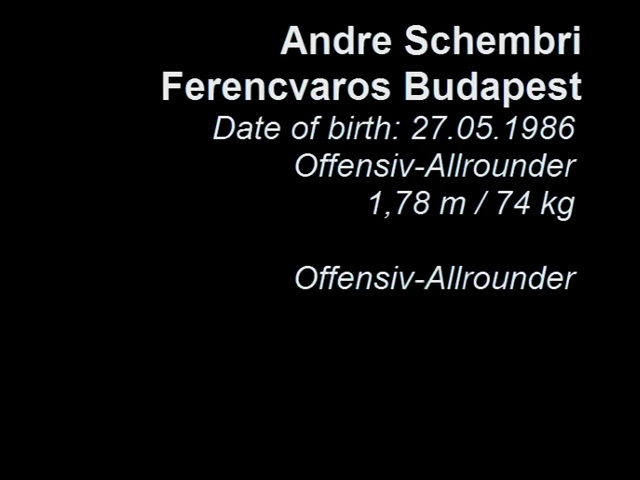 Andre Schembri
Ferencvaros Budapest
Date of birth: 27.05.1986
Offensiv-Allrounder
1,78 m / 74 kg
Offensiv-Allrounder